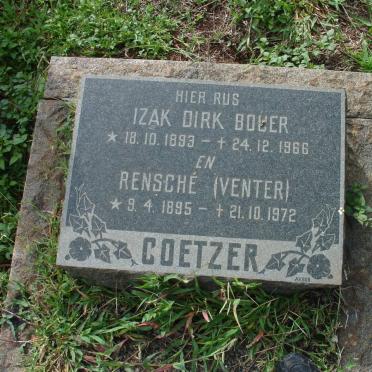 HIER RUS
IZAK DIRK BOUER
★ 18.10.1893 – ✝ 24.12.1966
EN
RENSCHÉ (VENTER)
★ 9.4.1895 – ✝ 21.10.1972
COETZER